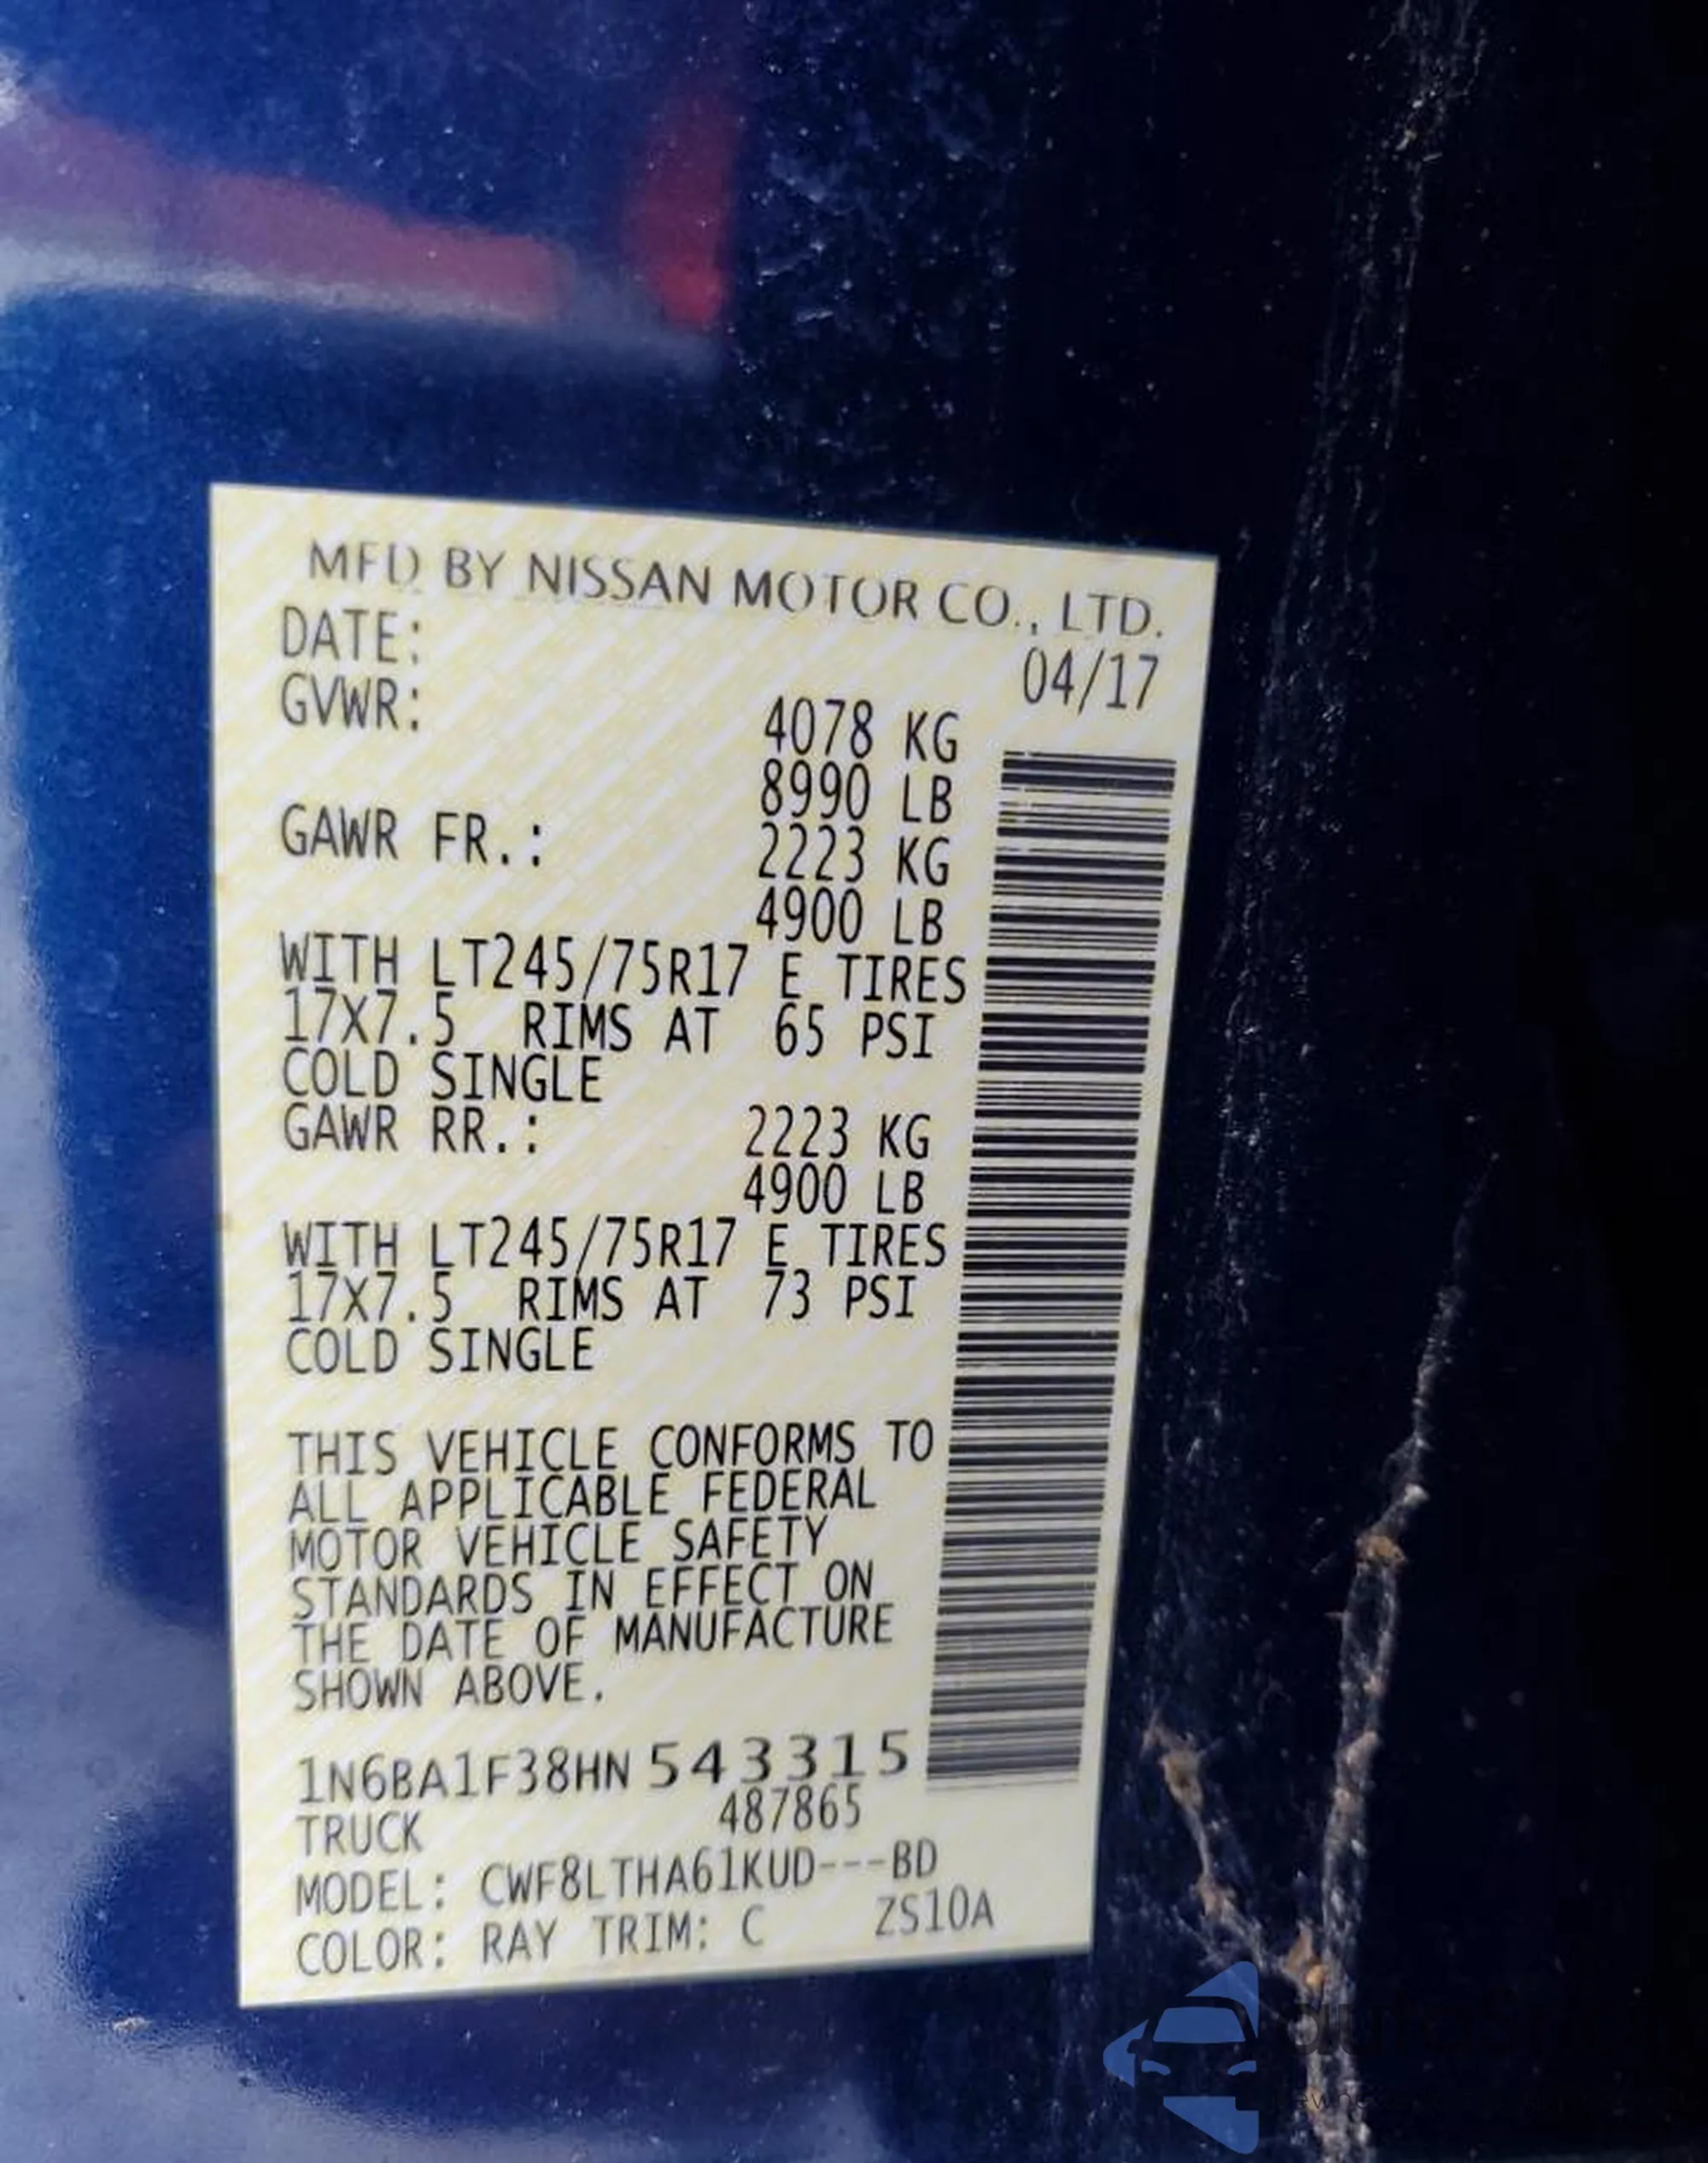 MFD BY NISSAN MOTOR CO., LTD.
DATE: 04/17
GVWR: 4078 KG
8990 LB
GAWR FR.: 2223 KG
4900 LB
WITH LT245/75R17 E TIRES
17X7.5 RIMS AT 65 PSI
COLD SINGLE
GAWR RR.: 2223 KG
4900 LB
WITH LT245/75R17 E TIRES
17X7.5 RIMS AT 73 PSI
COLD SINGLE
THIS VEHICLE CONFORMS TO
ALL APPLICABLE FEDERAL
MOTOR VEHICLE SAFETY
STANDARDS IN EFFECT ON
THE DATE OF MANUFACTURE
SHOWN ABOVE.
1N6BA1F38HN543315
TRUCK 487865
MODEL: CWF8LTHA61KUD---BD
COLOR: RAY TRIM: C ZS10A